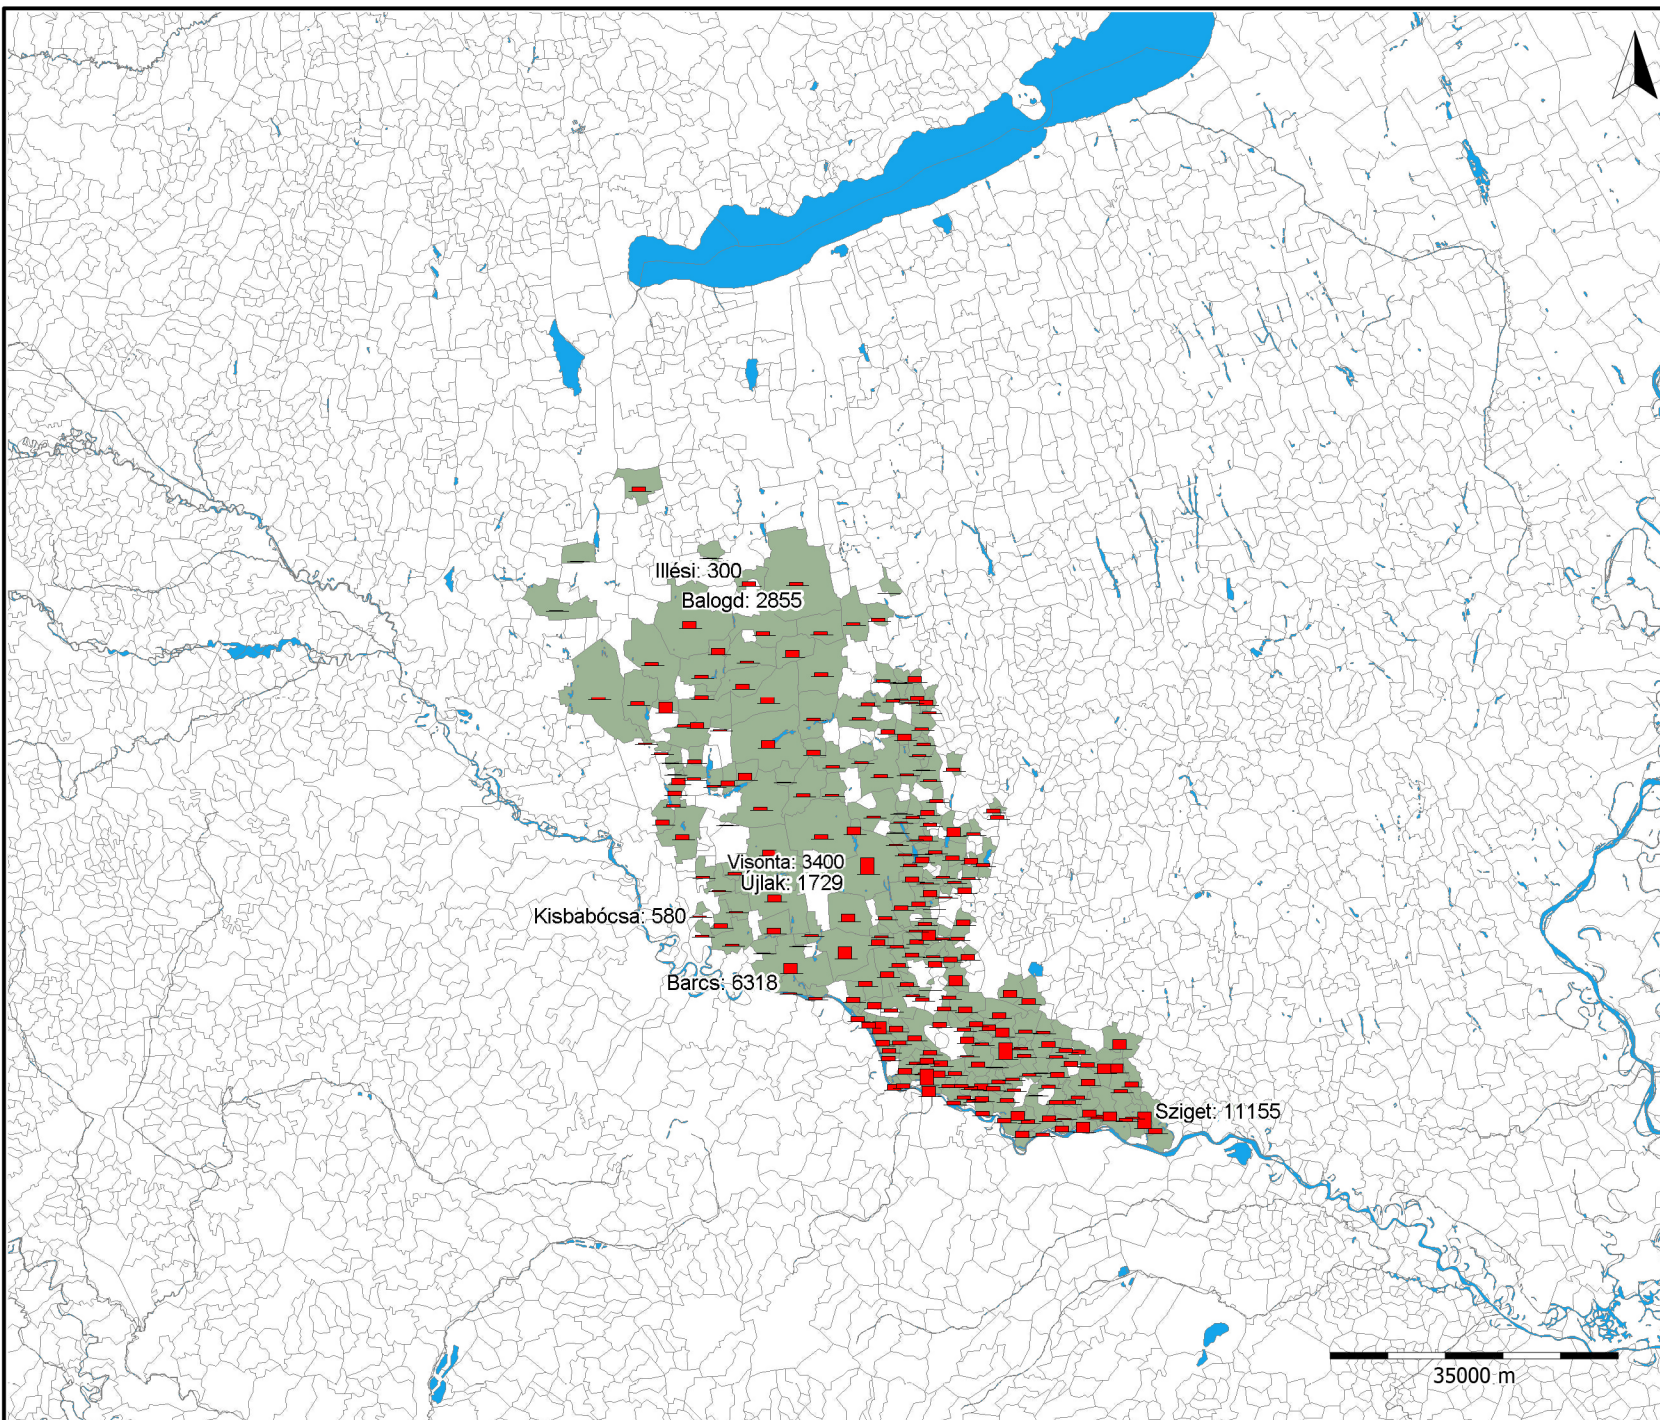 Illési: 300
Balogd: 2855
Visonta: 3400
Újlak: 1729
Kisbabócsa: 580
Barcs: 6318
Sziget: 11155
35000 m